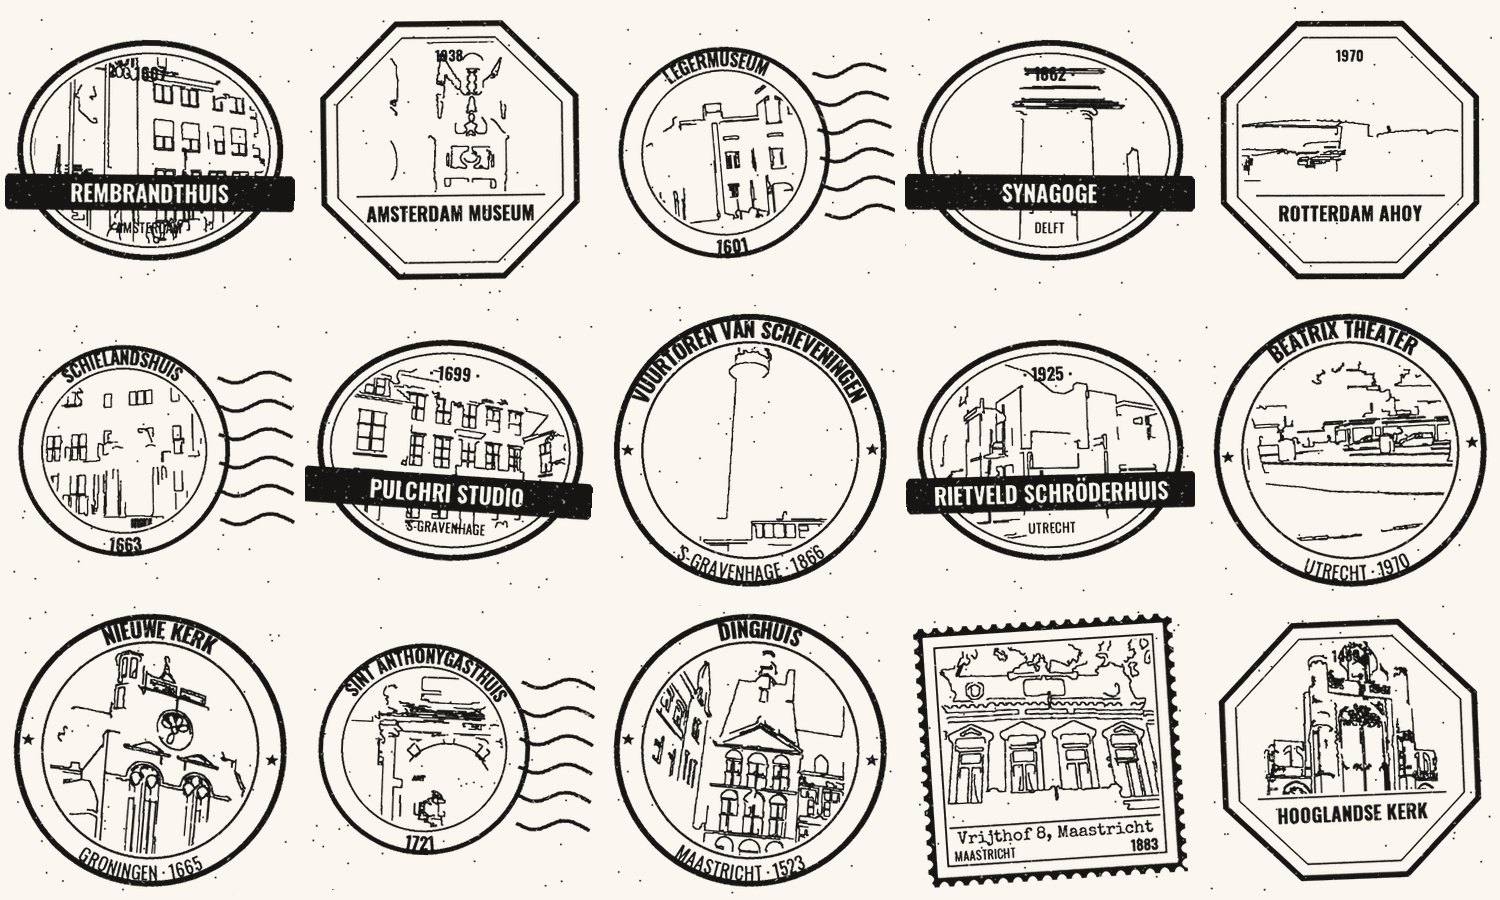 1607
REMBRANDTHUIS
AMSTERDAM
1938
AMSTERDAM MUSEUM
LEGERMUSEUM
1601
1862
SYNAGOGE
DELFT
1970
ROTTERDAM AHOY
SCHIELANDSHUIS
1663
· 1699 ·
PULCHRI STUDIO
'S-GRAVENHAGE
VUURTOREN VAN SCHEVENINGEN
'S-GRAVENHAGE · 1866
· 1925 ·
RIETVELD SCHRÖDERHUIS
UTRECHT
BEATRIX THEATER
UTRECHT · 1970
NIEUWE KERK
GRONINGEN · 1665
SINT ANTHONYGASTHUIS
1721
DINGHUIS
MAASTRICHT · 1523
Vrijthof 8, Maastricht
MAASTRICHT
1883
HOOGLANDSE KERK